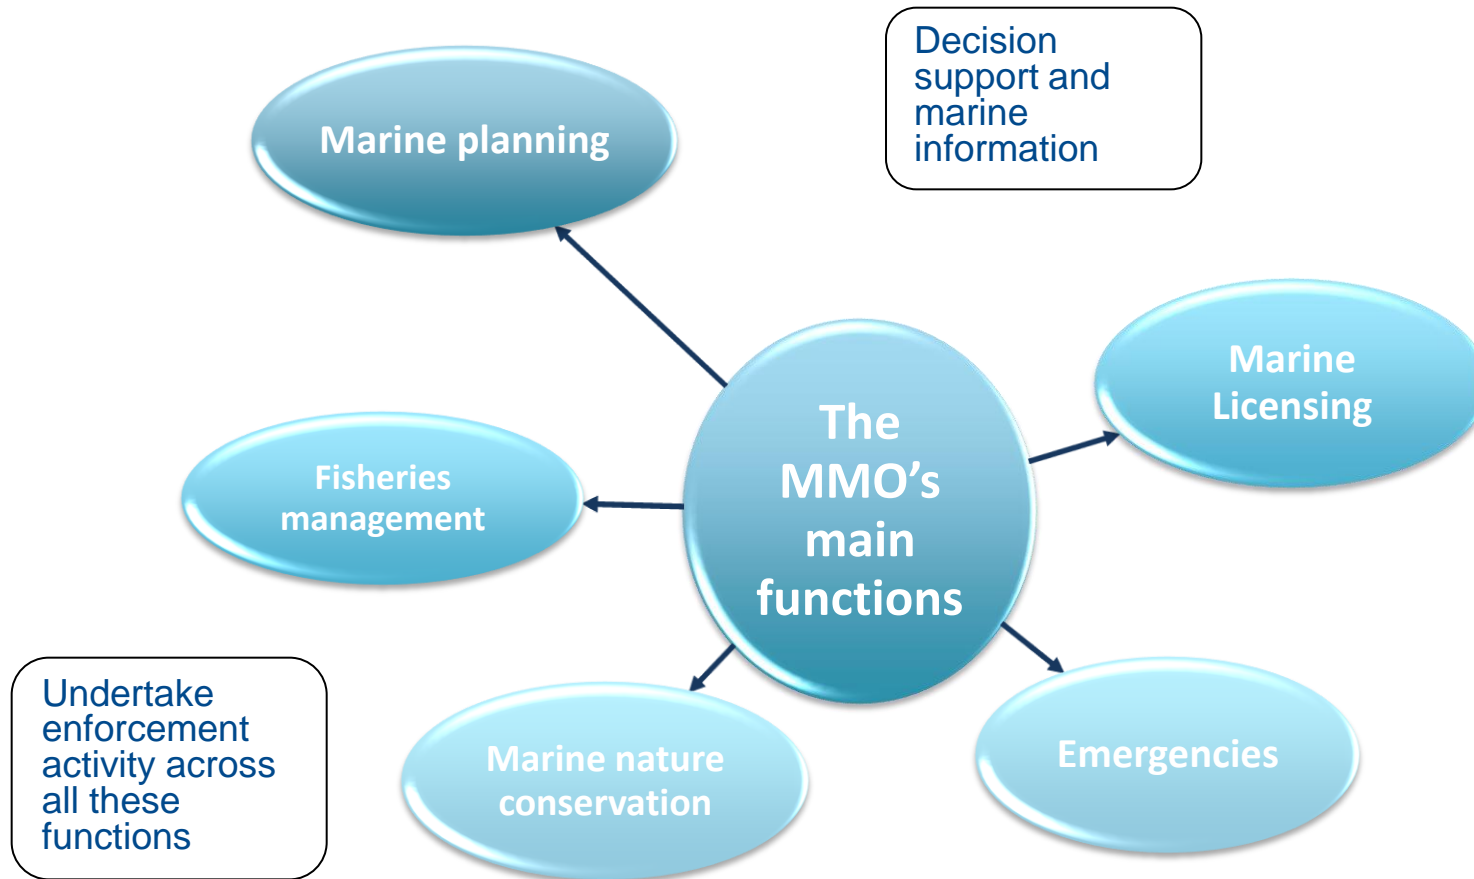 Decision
support and
marine
information
Marine planning
Marine
Licensing
The
MMO’s
main
functions
Fisheries
management
Undertake
enforcement
activity across
all these
functions
Marine nature
conservation
Emergencies